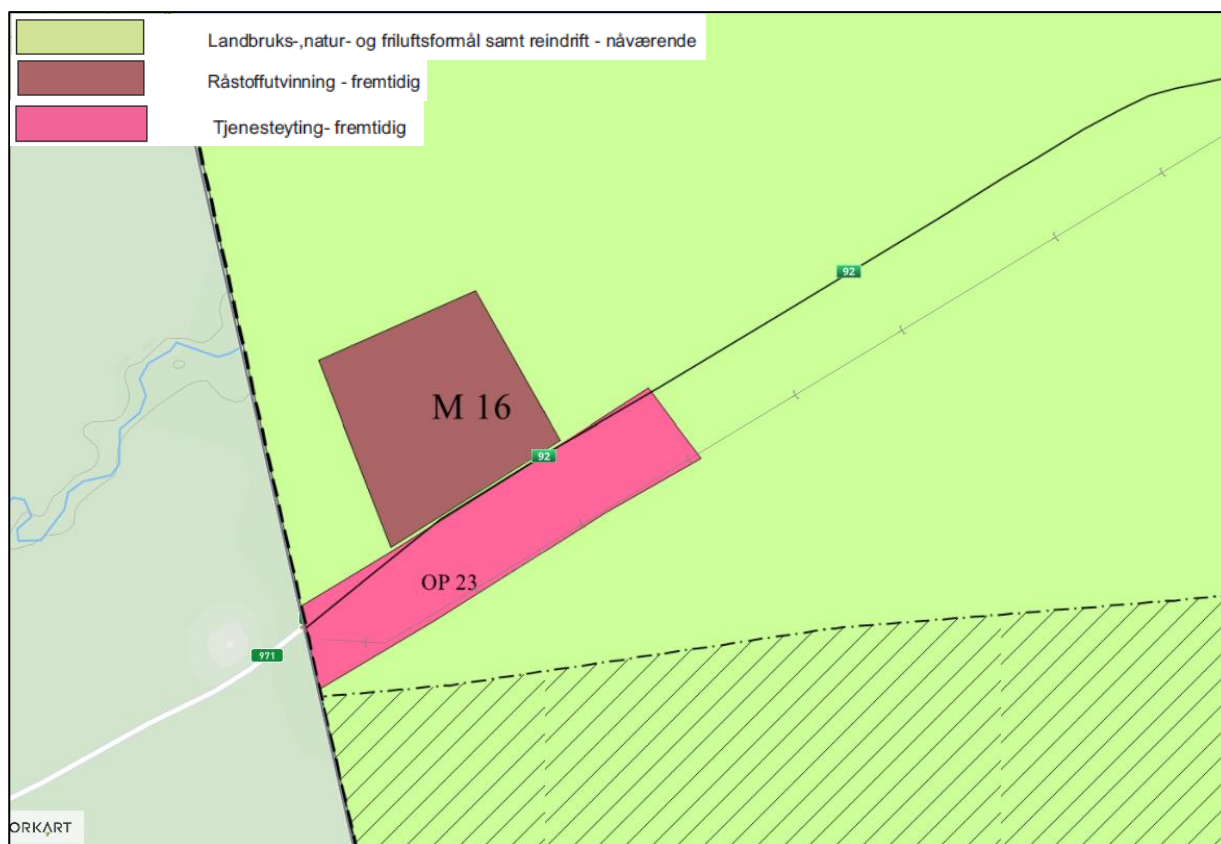 Landbruks-,natur- og friluftsformål samt reindrift - nåværende
Råstoffutvinning - fremtidig
Tjenesteyting- fremtidig
92
M 16
92
OP 23
971
ORKART